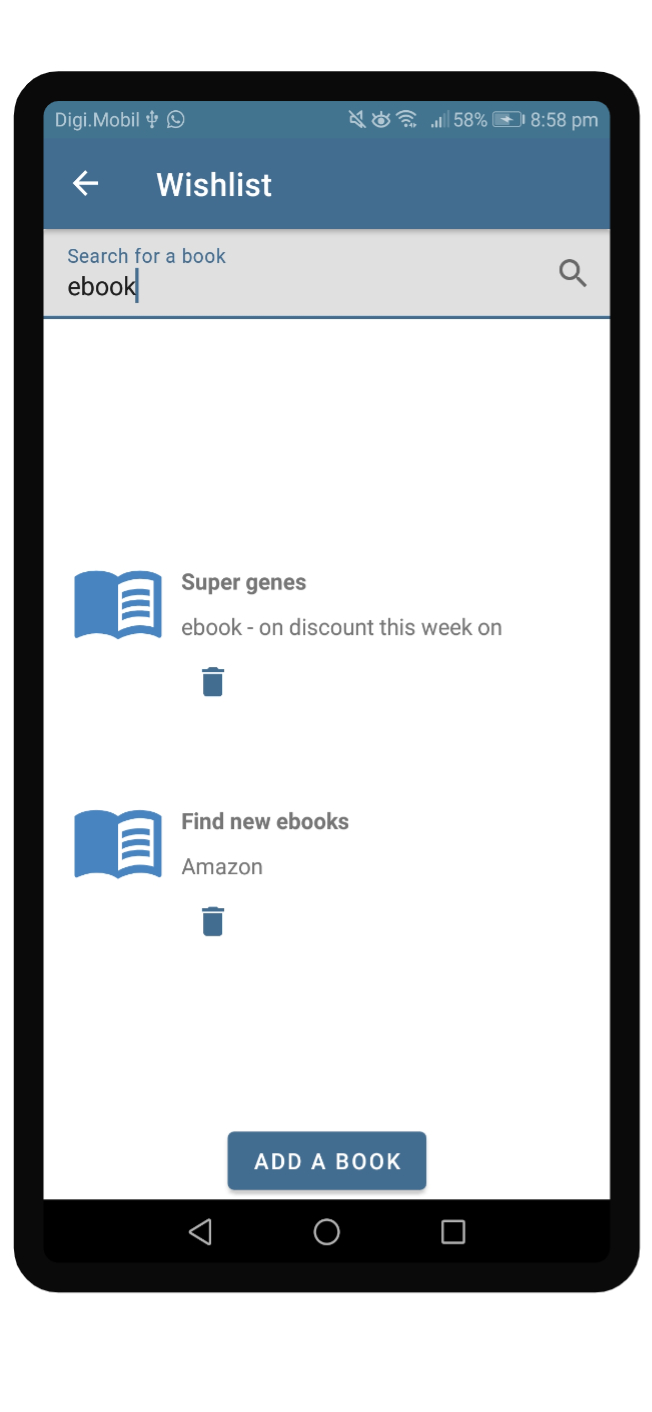 Digi.Mobil 58% 8:58 pm
Wishlist
Search for a book
ebook
Super genes
ebook - on discount this week on
Find new ebooks
Amazon
ADD A BOOK